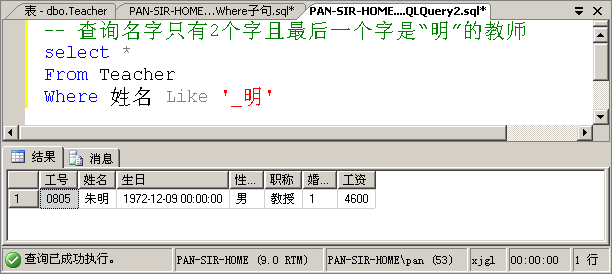 表 - dbo.Teacher PAN-SIR-HOME....Where子句.sql* PAN-SIR-HOME....QLQuery2.sql*
-- 查询名字只有2个字且最后一个字是“明”的教师
select *
From Teacher
Where 姓名 Like '_明'
结果 消息
工号 姓名 生日 性... 职称 婚... 工资
1 0805 朱明 1972-12-09 00:00:00 男 教授 1 4600
查询已成功执行。 PAN-SIR-HOME (9.0 RTM) PAN-SIR-HOME\pan (53) xjgl 00:00:00 1 行